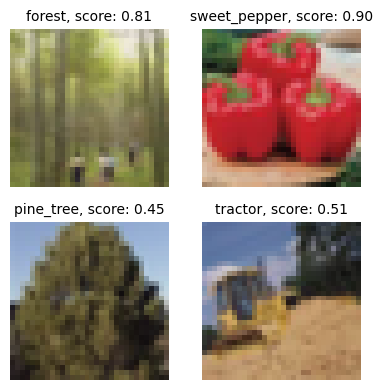 forest, score: 0.81
sweet_pepper, score: 0.90
pine_tree, score: 0.45
tractor, score: 0.51